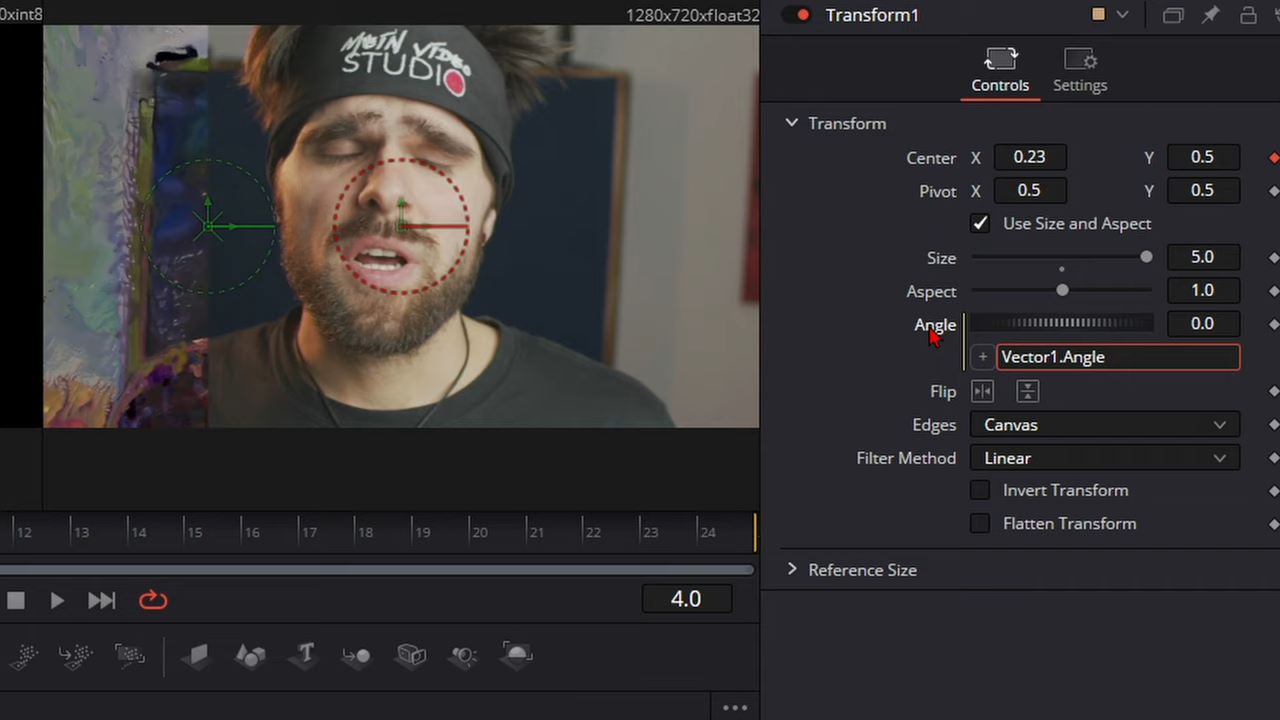 0xint8
1280x720xfloat32
MEIN VIDEO
STUDIO
Transform1
Controls
Settings
Transform
Center X 0.23 Y 0.5
Pivot X 0.5 Y 0.5
Use Size and Aspect
Size 5.0
Aspect 1.0
Angle 0.0
+ Vector1.Angle
Flip
Edges Canvas
Filter Method Linear
Invert Transform
Flatten Transform
Reference Size
12 13 14 15 16 17 18 19 20 21 22 23 24
4.0